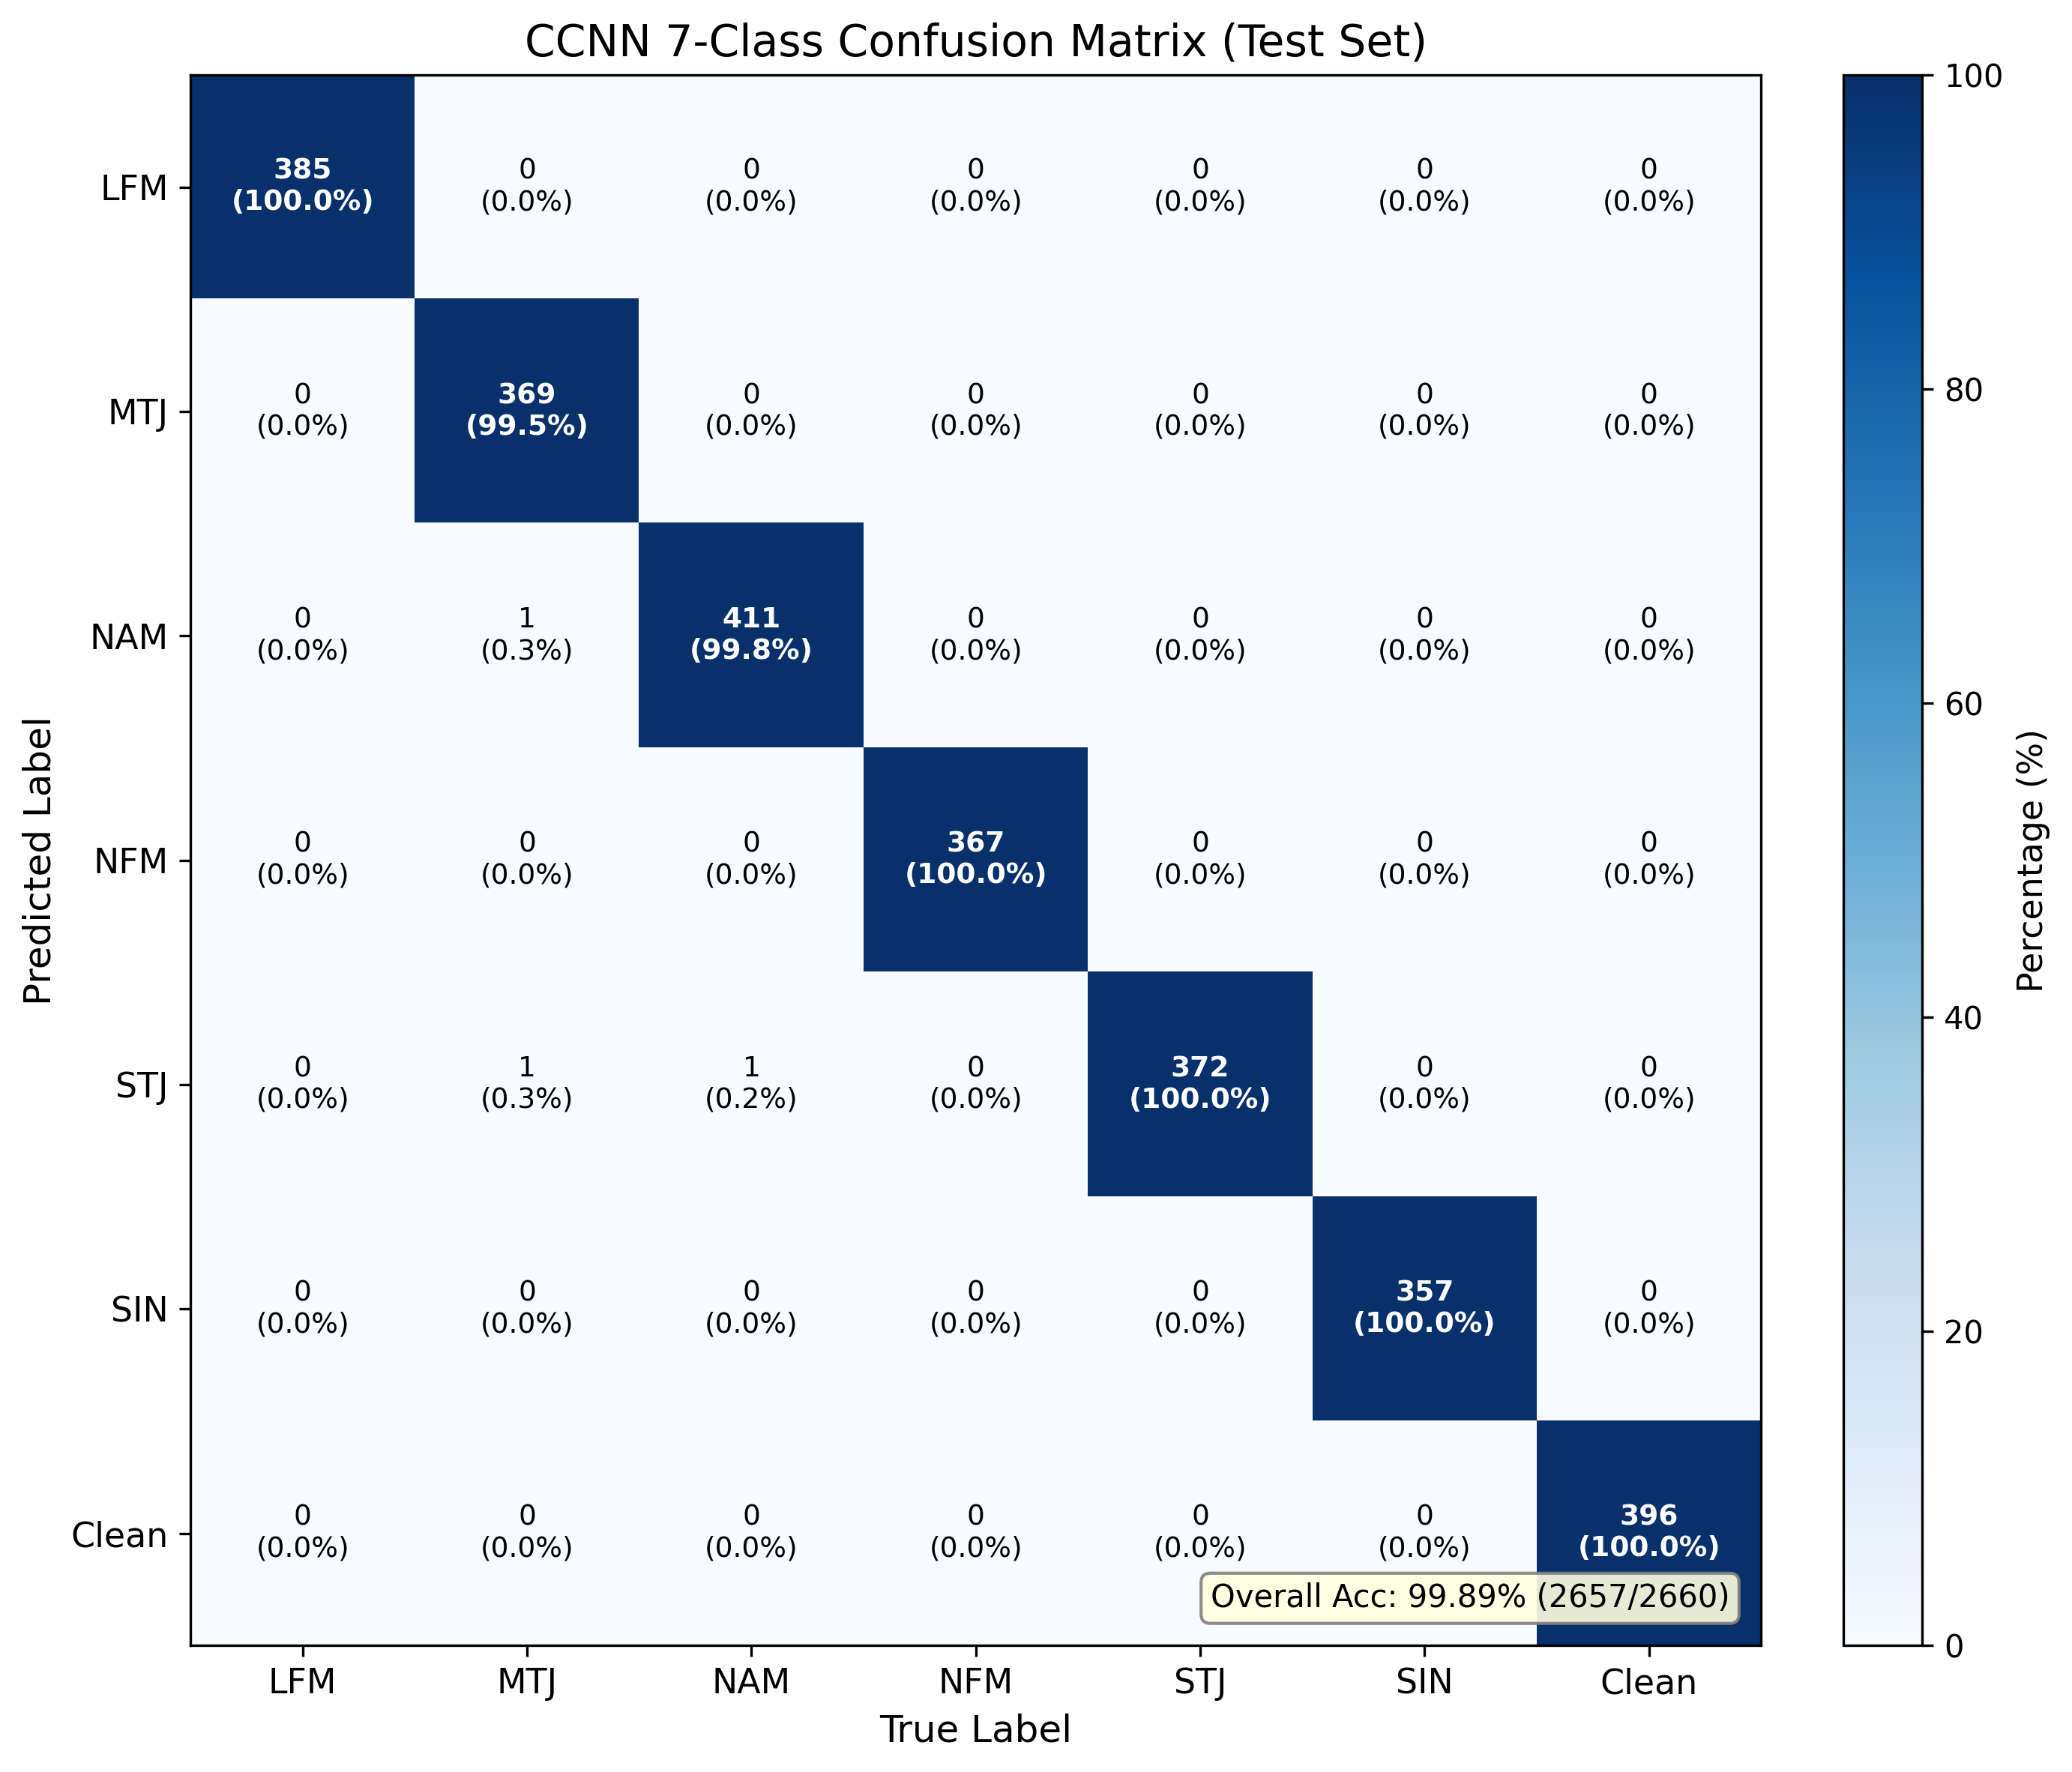 CCNN 7-Class Confusion Matrix (Test Set)
LFM 385 0 0 0 0 0 0
(100.0%) (0.0%) (0.0%) (0.0%) (0.0%) (0.0%) (0.0%)
MTJ 0 369 0 0 0 0 0
(0.0%) (99.5%) (0.0%) (0.0%) (0.0%) (0.0%) (0.0%)
NAM 0 1 411 0 0 0 0
(0.0%) (0.3%) (99.8%) (0.0%) (0.0%) (0.0%) (0.0%)
NFM 0 0 0 367 0 0 0
(0.0%) (0.0%) (0.0%) (100.0%) (0.0%) (0.0%) (0.0%)
STJ 0 1 1 0 372 0 0
(0.0%) (0.3%) (0.2%) (0.0%) (100.0%) (0.0%) (0.0%)
SIN 0 0 0 0 0 357 0
(0.0%) (0.0%) (0.0%) (0.0%) (0.0%) (100.0%) (0.0%)
Clean 0 0 0 0 0 0 396
(0.0%) (0.0%) (0.0%) (0.0%) (0.0%) (0.0%) (100.0%)
Overall Acc: 99.89% (2657/2660)
LFM MTJ NAM NFM STJ SIN Clean
True Label
Predicted Label
100
80
60
40
20
0
Percentage (%)